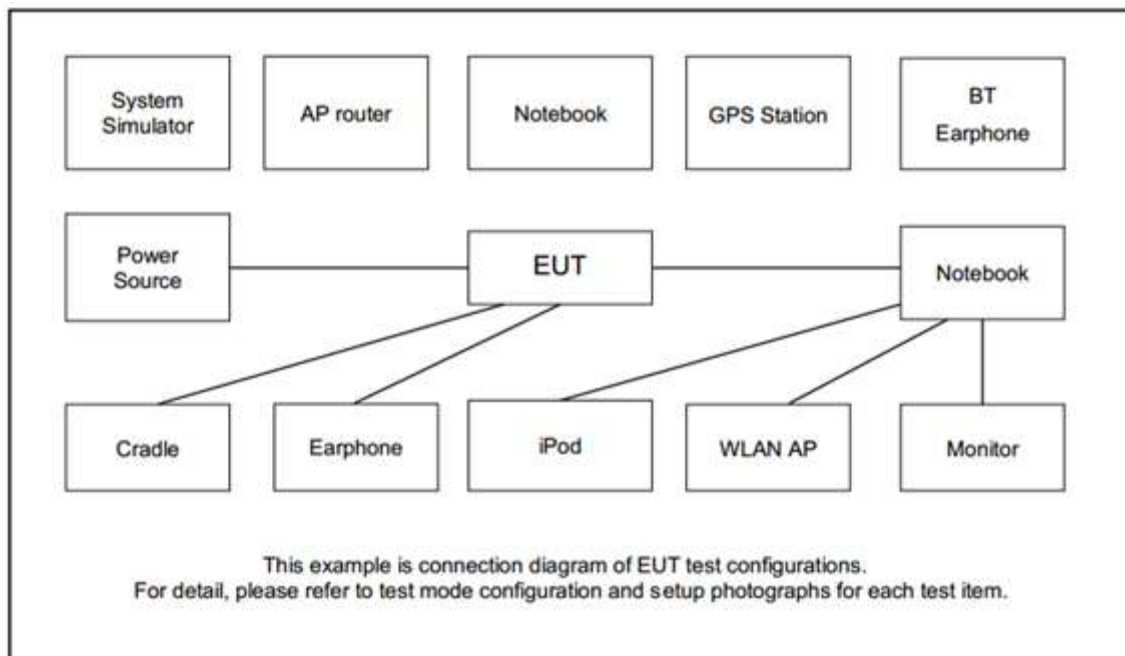 System
Simulator
AP router
Notebook
GPS Station
BT
Earphone
Power
Source
EUT
Notebook
Cradle
Earphone
iPod
WLAN AP
Monitor
This example is connection diagram of EUT test configurations.
For detail, please refer to test mode configuration and setup photographs for each test item.